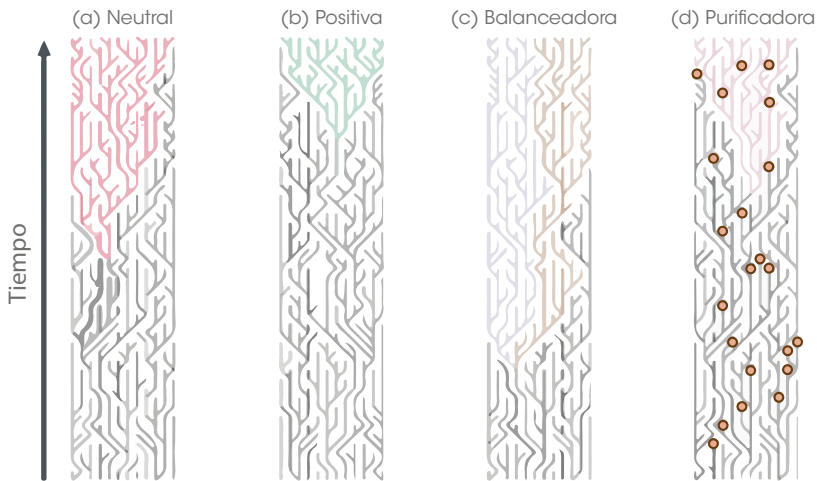 (a) Neutral
(b) Positiva
(c) Balanceadora
(d) Purificadora
Tiempo